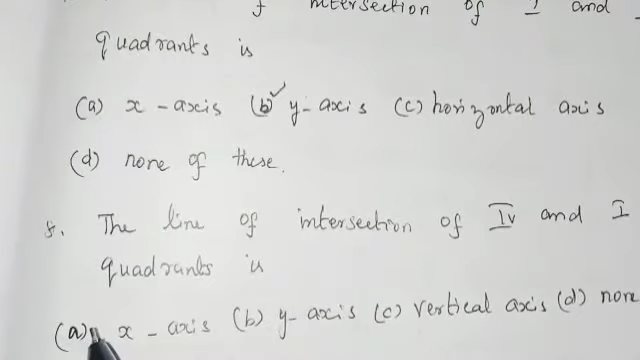 intersection of I and
quadrants is
(a) x-axis (b) y-axis (c) horizontal axis
(d) none of these.
8. The line of intersection of IV and I
quadrants is
(a) x-axis (b) y-axis (c) vertical axis (d) none